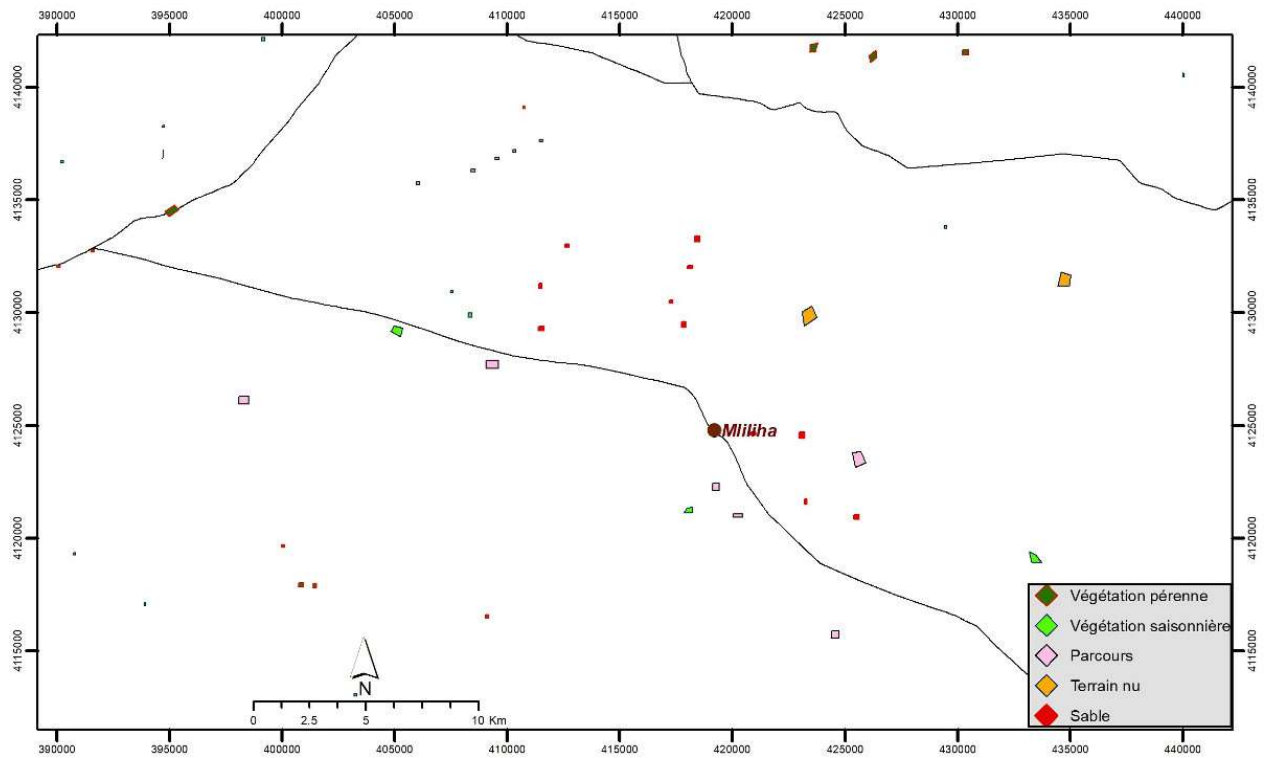 390000 395000 400000 405000 410000 415000 420000 425000 430000 435000 440000
4140000 4140000
4135000 4135000
4130000 4130000
4125000 4125000
Mliliha
4120000 4120000
Végétation pérenne
Végétation saisonnière
Parcours
Terrain nu
Sable
4115000 4115000
N
0 2.5 5 10 Km
390000 395000 400000 405000 410000 415000 420000 425000 430000 435000 440000